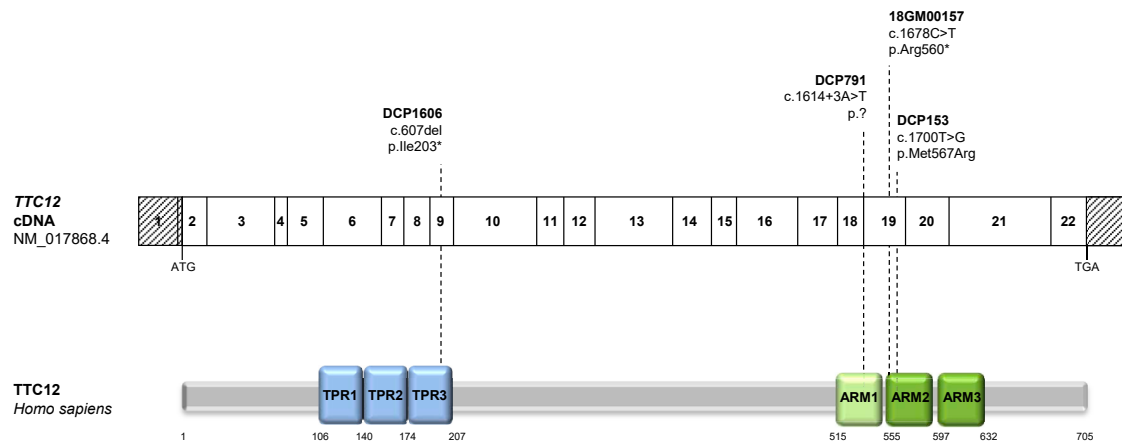 18GM00157
c.1678C>T
p.Arg560*
DCP791
c.1614+3A>T
p.?
DCP1606
c.607del
p.Ile203*
DCP153
c.1700T>G
p.Met567Arg
TTC12
cDNA
NM_017868.4
1 2 3 4 5 6 7 8 9 10 11 12 13 14 15 16 17 18 19 20 21 22
ATG TGA
TTC12
Homo sapiens
TPR1 TPR2 TPR3 ARM1 ARM2 ARM3
1 106 140 174 207 515 555 597 632 705